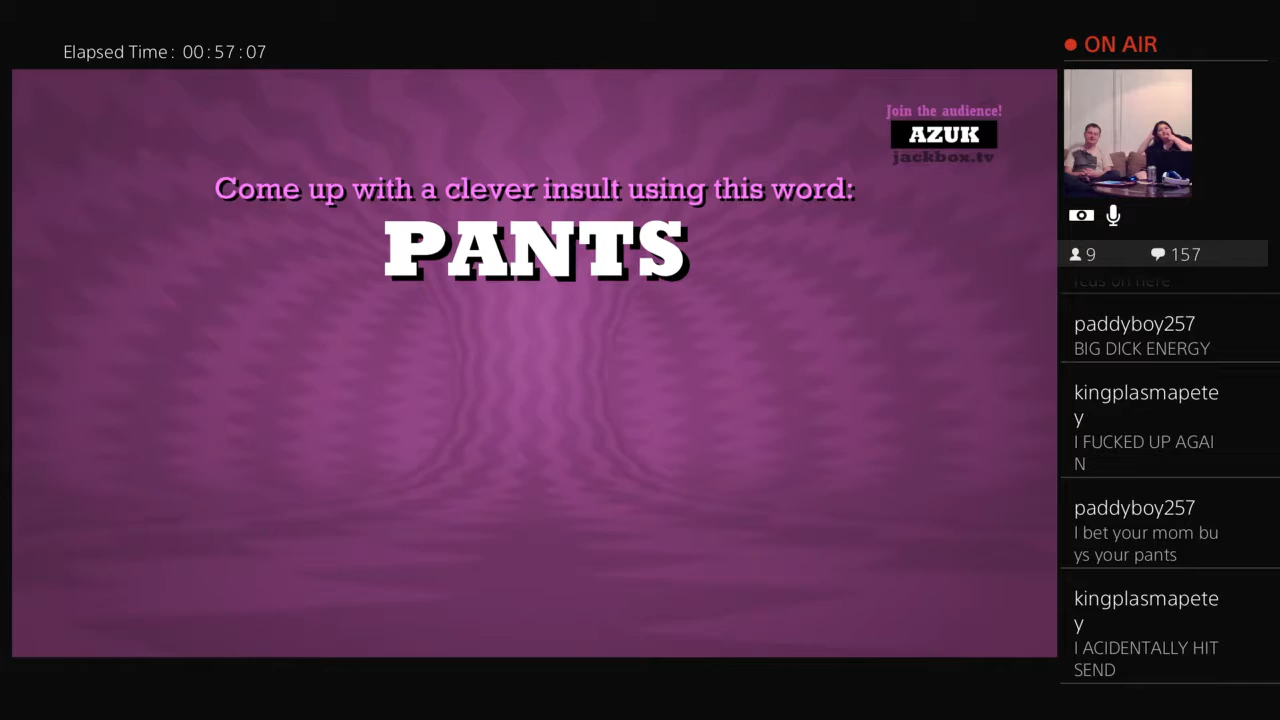 Elapsed Time: 00:57:07
ON AIR
Join the audience!
AZUK
jackbox.tv
Come up with a clever insult using this word:
PANTS
9 157
on here
paddyboy257
BIG DICK ENERGY
kingplasmapete
y
I FUCKED UP AGAI
N
paddyboy257
I bet your mom bu
ys your pants
kingplasmapete
y
I ACIDENTALLY HIT
SEND